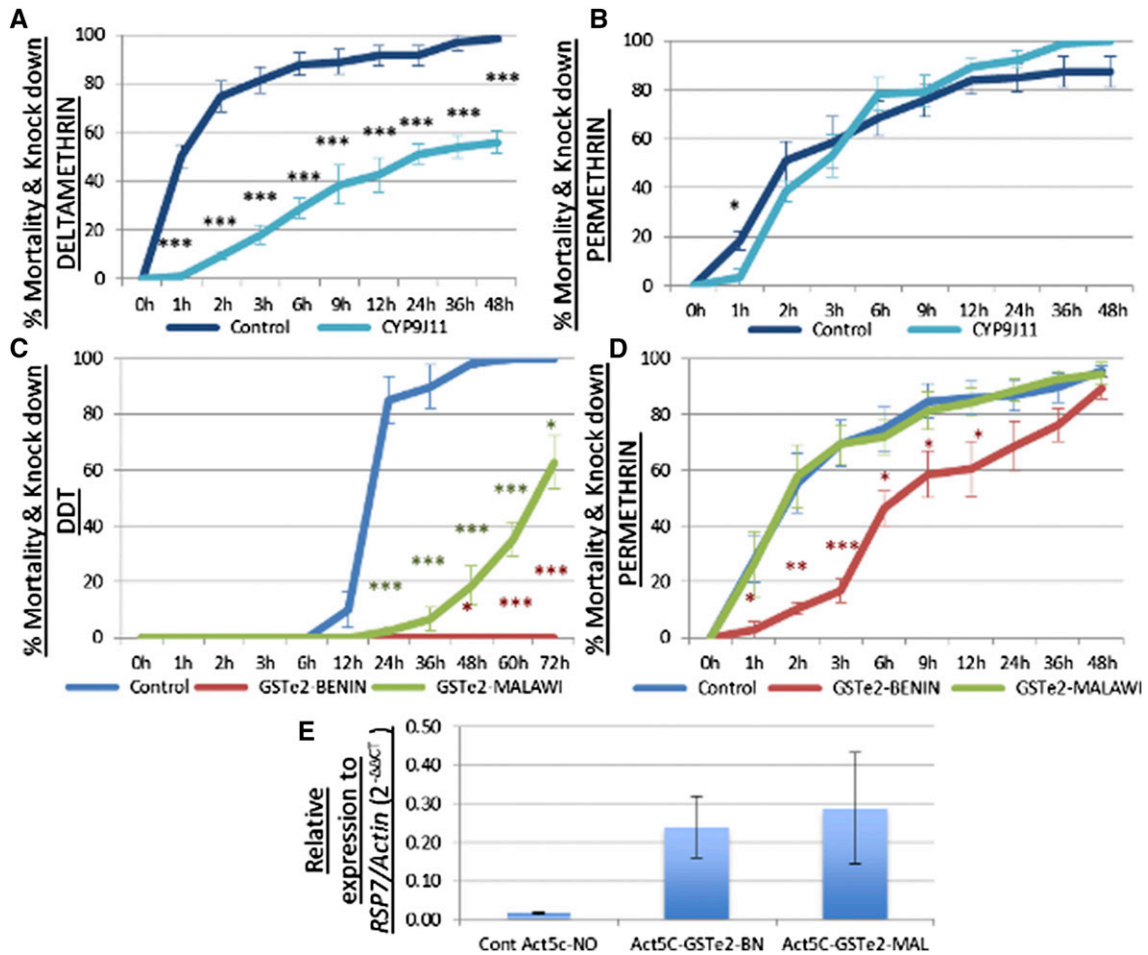 A
% Mortality & Knock down
DELTAMETHRIN
100
80
60
40
20
0
***
***
***
***
***
***
***
***
***
0h 1h 2h 3h 6h 9h 12h 24h 36h 48h
Control CYP9J11
B
% Mortality & Knock down
PERMETHRIN
100
80
60
40
20
0
*
0h 1h 2h 3h 6h 9h 12h 24h 36h 48h
Control CYP9J11
C
% Mortality & Knock down
DDT
100
80
60
40
20
0
*
***
***
***
***
*
***
***
0h 1h 2h 3h 6h 12h 24h 36h 48h 60h 72h
Control GSTe2-BENIN GSTe2-MALAWI
D
% Mortality & Knock down
PERMETHRIN
100
80
60
40
20
0
*
**
***
*
*
*
0h 1h 2h 3h 6h 9h 12h 24h 36h 48h
Control GSTe2-BENIN GSTe2-MALAWI
E
Relative
expression to
RSP7/Actin (2^-ΔΔCT)
0.50
0.40
0.30
0.20
0.10
0.00
Cont Act5c-NO Act5C-GSTe2-BN Act5C-GSTe2-MAL